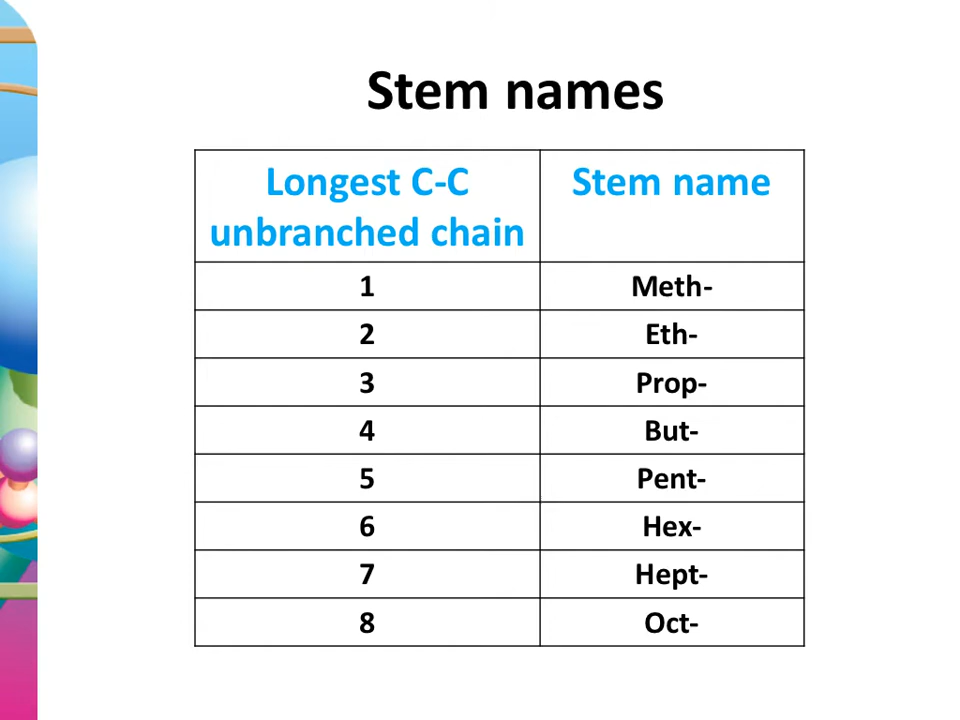 Stem names
Longest C-C
unbranched chain
Stem name
1
Meth-
2
Eth-
3
Prop-
4
But-
5
Pent-
6
Hex-
7
Hept-
8
Oct-